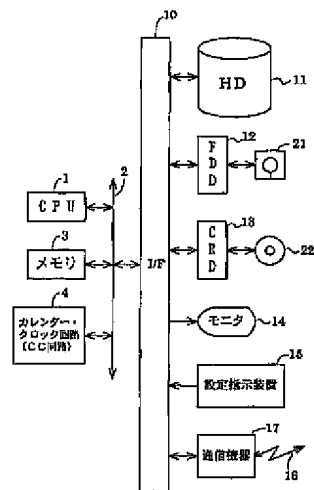 10
HD
11
12
FDD
21
1
2
CPU
13
3
CRD
22
メモリ
I/F
4
モニタ
14
カレンダー・
クロック回路
(CC回路)
15
設定指示装置
17
通信機器
16